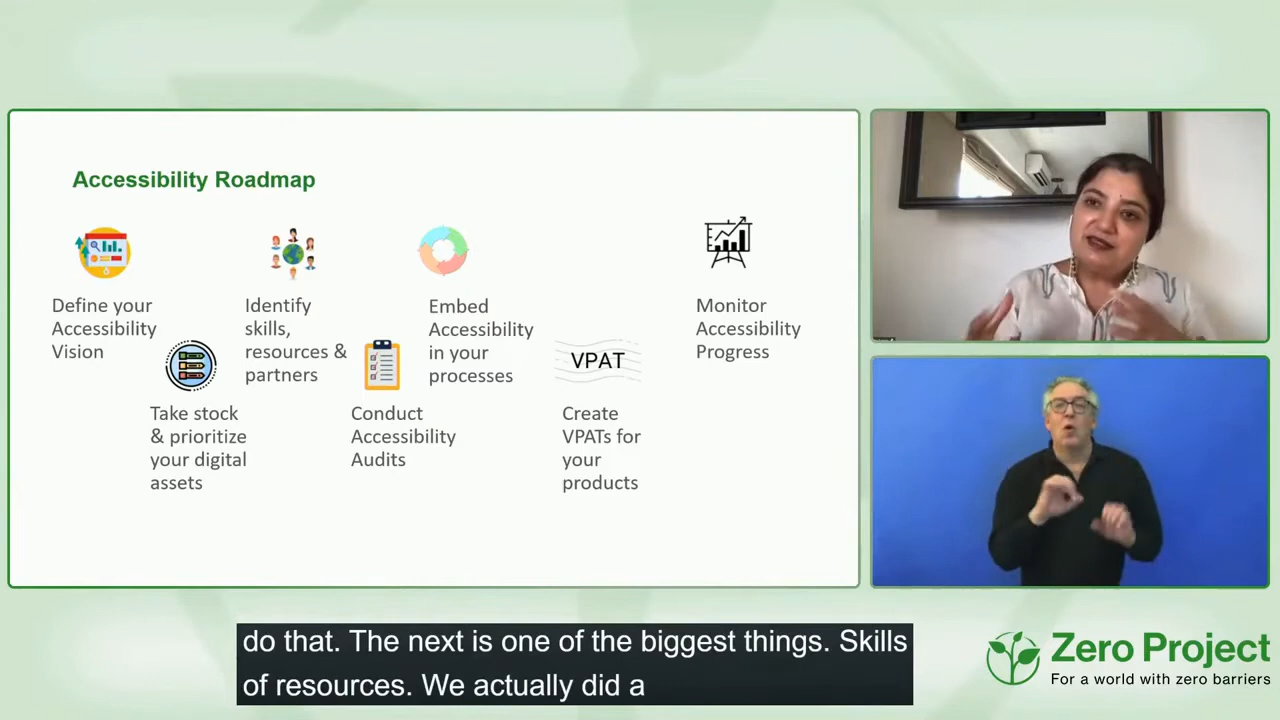 Accessibility Roadmap
Define your
Accessibility
Vision
Take stock
& prioritize
your digital
assets
Identify
skills,
resources &
partners
Conduct
Accessibility
Audits
Embed
Accessibility
in your
processes
VPAT
Create
VPATs for
your
products
Monitor
Accessibility
Progress
do that. The next is one of the biggest things. Skills
of resources. We actually did a
Zero Project
For a world with zero barriers